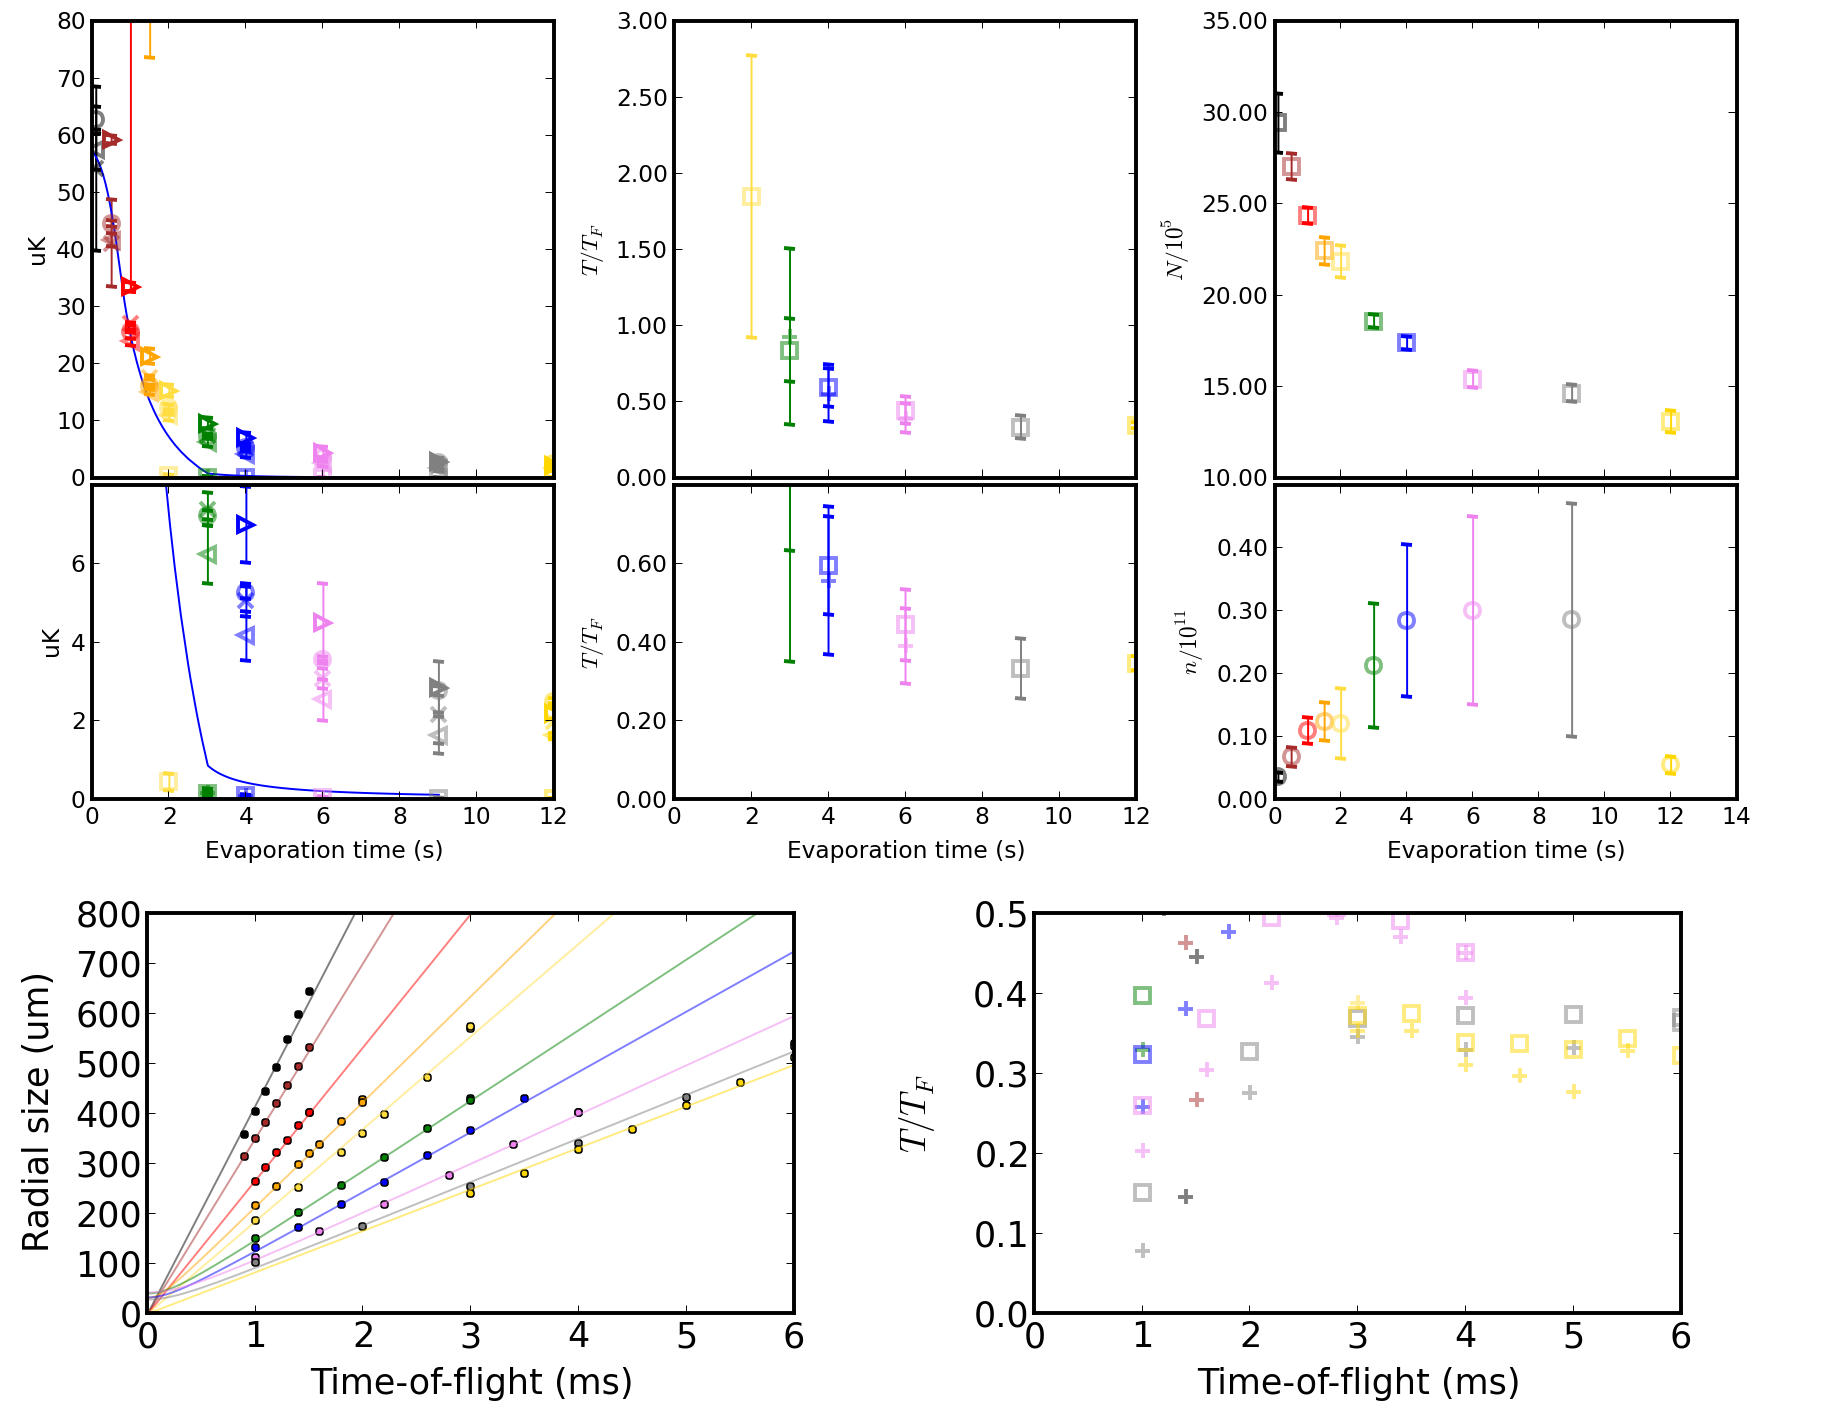 80
70
60
50
40
30
20
10
0
uK
3.00
2.50
2.00
1.50
1.00
0.50
0.00
T/T_F
35.00
30.00
25.00
20.00
15.00
10.00
N/10^5
6
4
2
0
uK
0 2 4 6 8 10 12
Evaporation time (s)
0.60
0.40
0.20
0.00
T/T_F
0 2 4 6 8 10 12
Evaporation time (s)
0.40
0.30
0.20
0.10
0.00
n/10^11
0 2 4 6 8 10 12 14
Evaporation time (s)
800
700
600
500
400
300
200
100
0
Radial size (um)
0 1 2 3 4 5 6
Time-of-flight (ms)
0.5
0.4
0.3
0.2
0.1
0.0
T/T_F
0 1 2 3 4 5 6
Time-of-flight (ms)